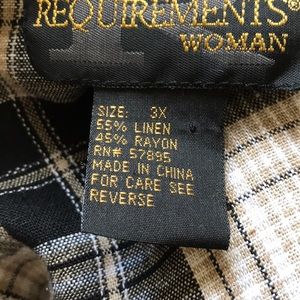 REQUIREMENTS®
WOMAN
SIZE: 3X
55% LINEN
45% RAYON
RN# 57895
MADE IN
CHINA
FOR CARE SEE
REVERSE